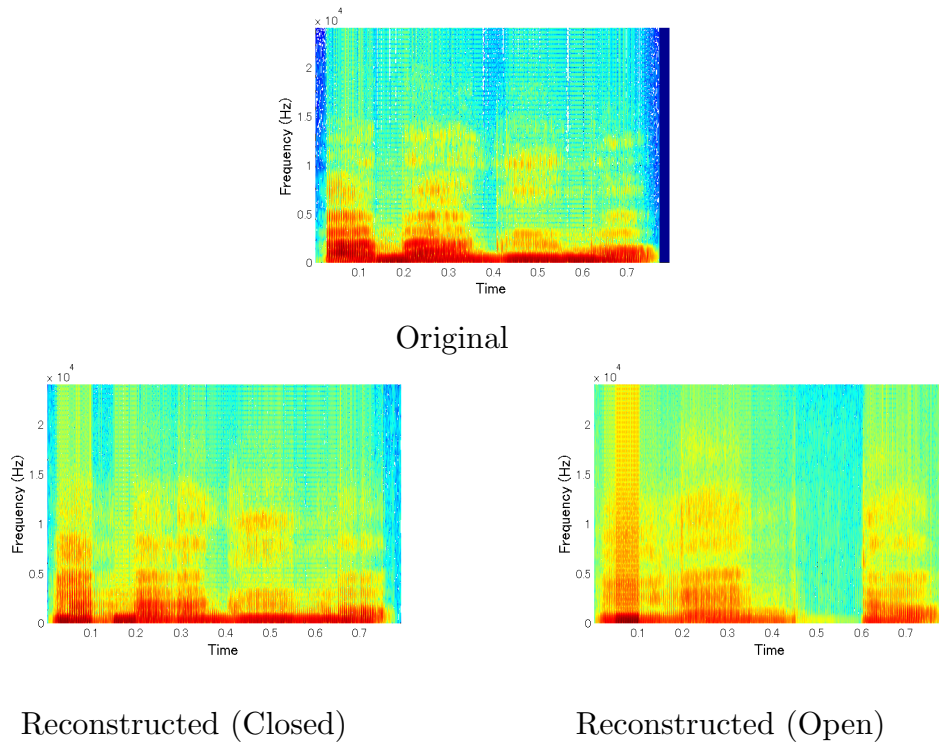 x 10 4
2
1.5
1
0.5
0
Frequency (Hz)
0.1 0.2 0.3 0.4 0.5 0.6 0.7
Time
Original
x 10 4
2
1.5
1
0.5
0
Frequency (Hz)
0.1 0.2 0.3 0.4 0.5 0.6 0.7
Time
Reconstructed (Closed)
x 10 4
2
1.5
1
0.5
0
Frequency (Hz)
0.1 0.2 0.3 0.4 0.5 0.6 0.7
Time
Reconstructed (Open)